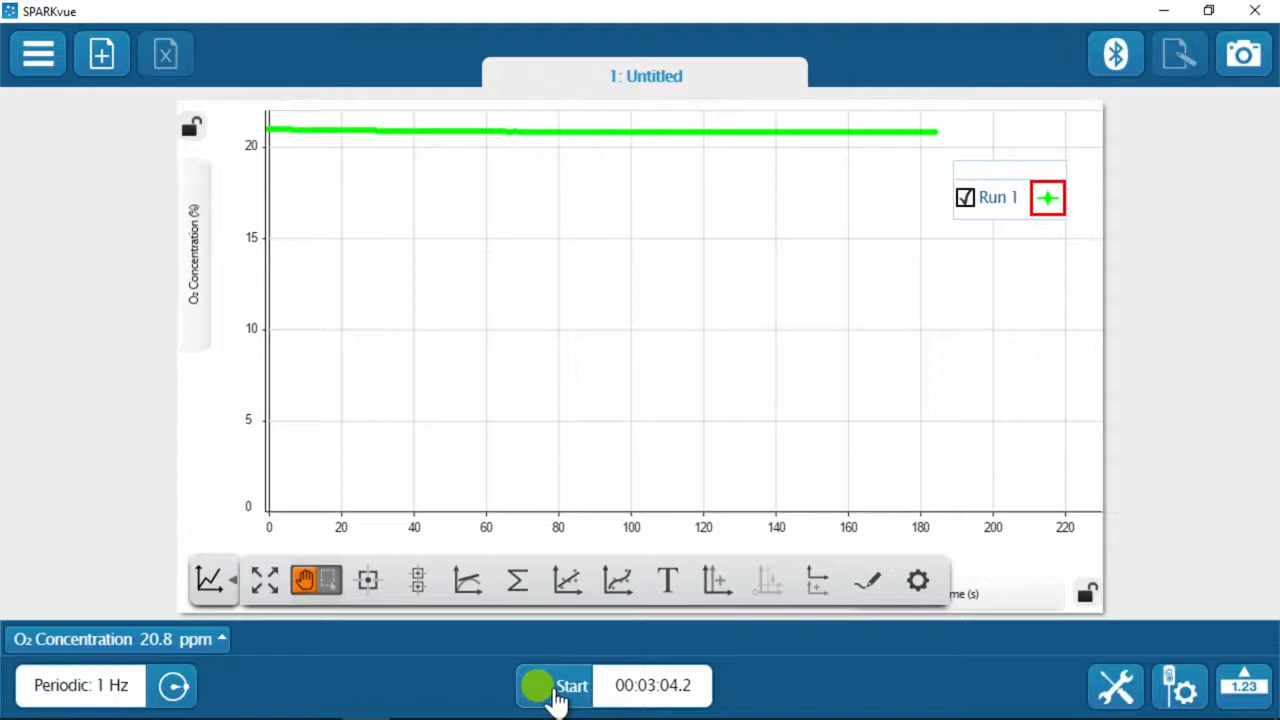 SPARKvue
1: Untitled
O₂ Concentration (%)
20
15
10
5
0
Run 1
0 20 40 60 80 100 120 140 160 180 200 220
T
me (s)
O₂ Concentration 20.8 ppm
Periodic: 1 Hz
Start
00:03:04.2
1.23